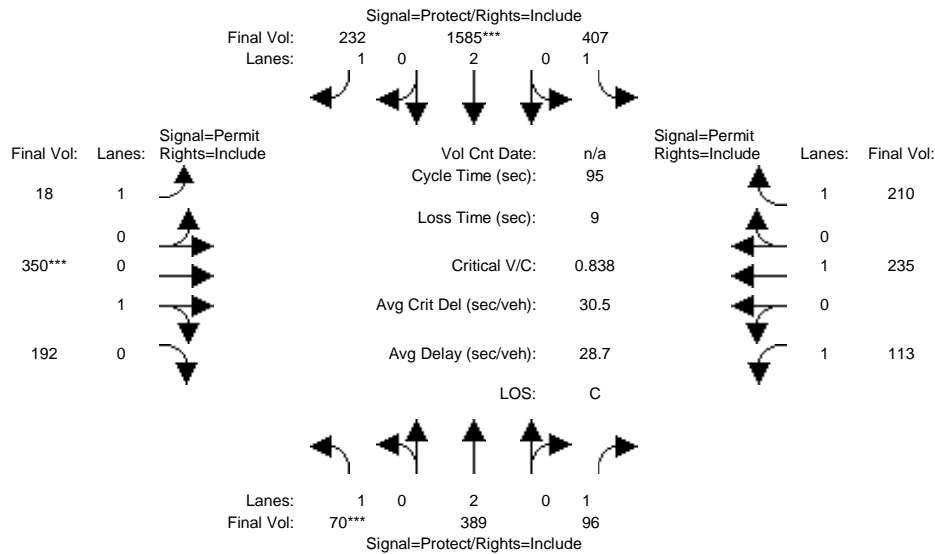 Signal=Protect/Rights=Include
Final Vol: 232 1585*** 407
Lanes: 1 0 2 0 1
Signal=Permit
Final Vol: Lanes: Rights=Include
Vol Cnt Date: n/a
Signal=Permit
Rights=Include Lanes: Final Vol:
Cycle Time (sec): 95
18 1
1 210
Loss Time (sec): 9
0
0
350*** 0
Critical V/C: 0.838
1 235
1
Avg Crit Del (sec/veh): 30.5
0
192 0
Avg Delay (sec/veh): 28.7
1 113
LOS: C
Lanes: 1 0 2 0 1
Final Vol: 70*** 389 96
Signal=Protect/Rights=Include